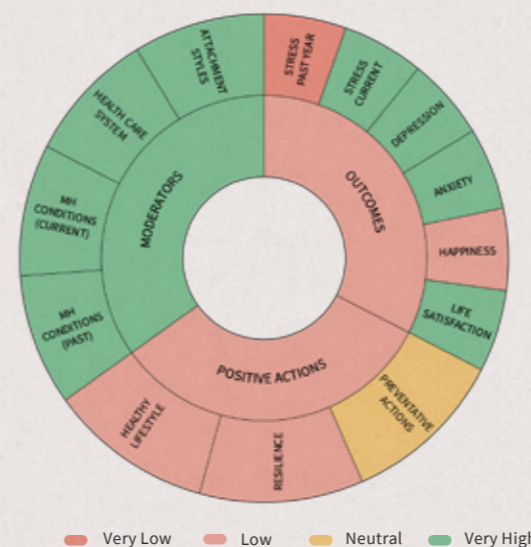 STRESS
PAST YEAR
STRESS
CURRENT
DEPRESSION
ANXIETY
HAPPINESS
LIFE
SATISFACTION
PREVENTATIVE
ACTIONS
RESILIENCE
HEALTHY
LIFESTYLE
MH
CONDITIONS
(PAST)
MH
CONDITIONS
(CURRENT)
HEALTH CARE
SYSTEM
ATTACHMENT
STYLES
OUTCOMES
POSITIVE ACTIONS
MODERATORS
Very Low Low Neutral Very Hig